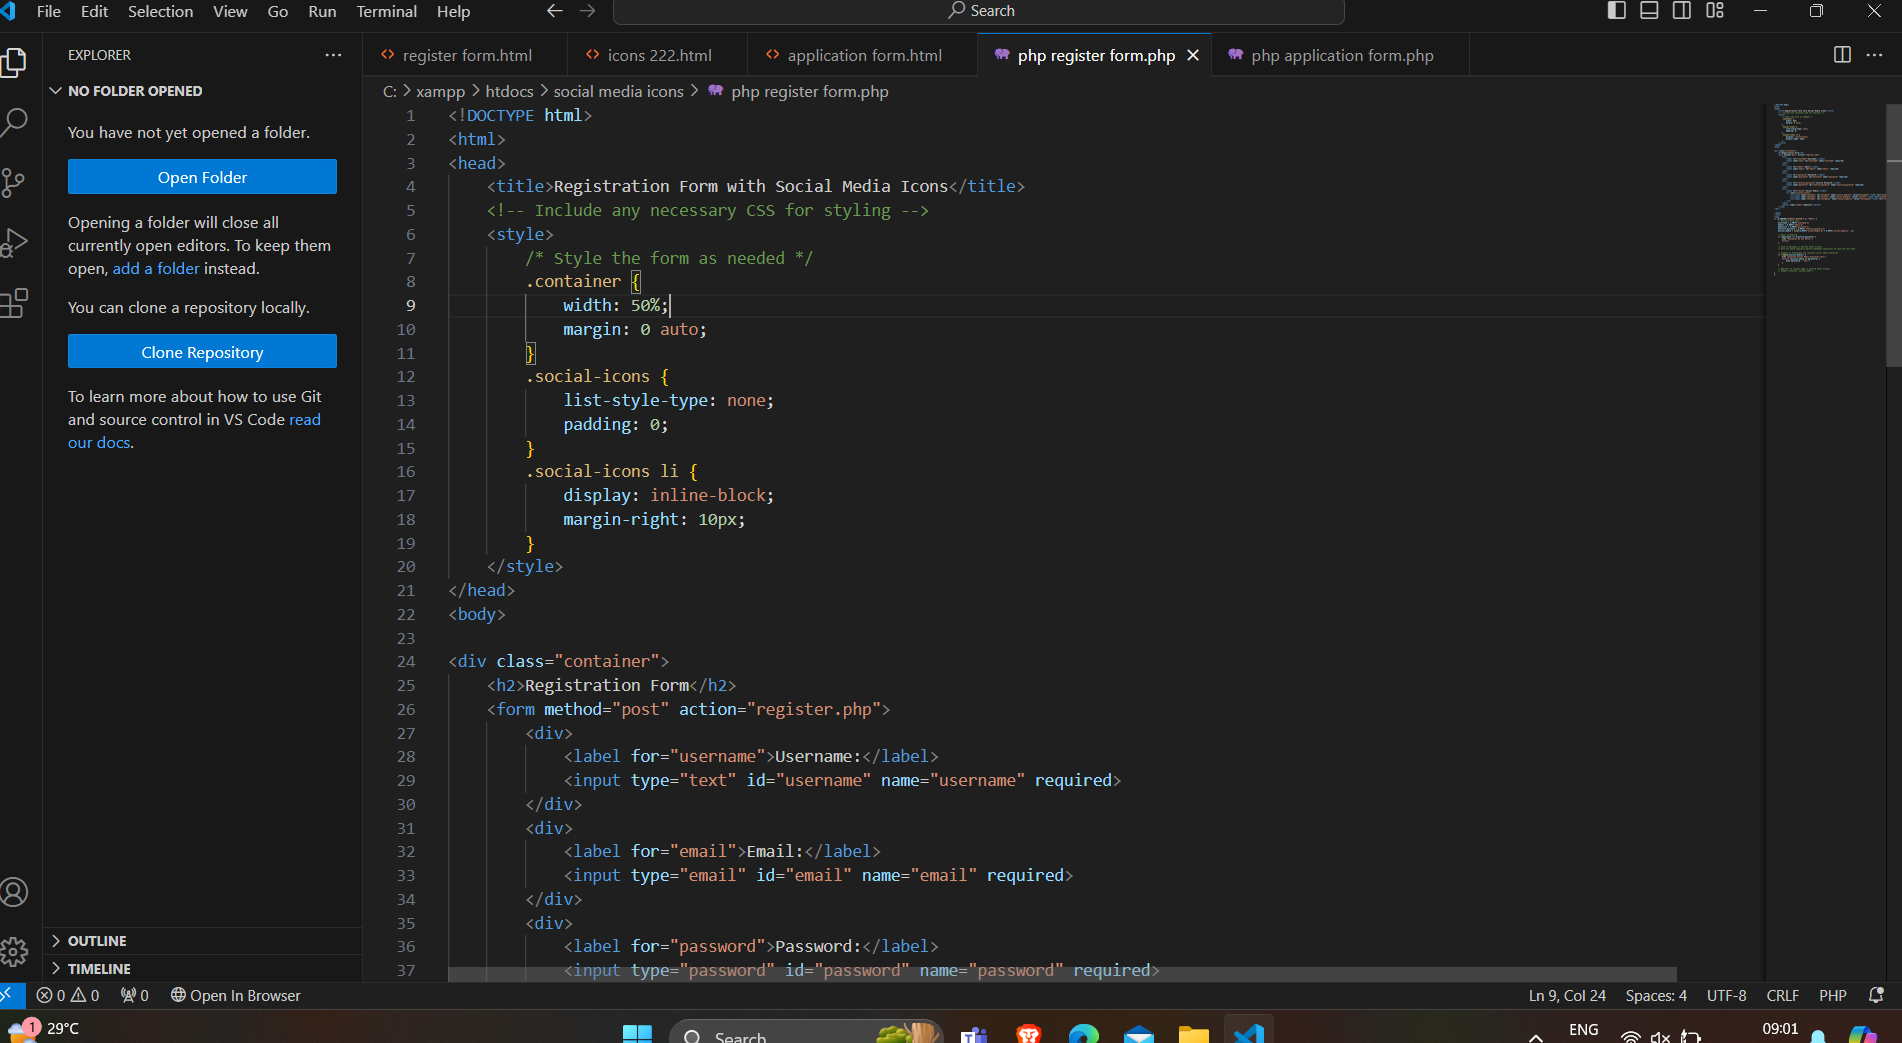 File Edit Selection View Go Run Terminal Help
Search
EXPLORER
NO FOLDER OPENED
You have not yet opened a folder.
Open Folder
Opening a folder will close all
currently open editors. To keep them
open, add a folder instead.
You can clone a repository locally.
Clone Repository
To learn more about how to use Git
and source control in VS Code read
our docs.
OUTLINE
TIMELINE
register form.html
icons 222.html
application form.html
php register form.php
php application form.php
C: > xampp > htdocs > social media icons > php register form.php
1 <!DOCTYPE html>
2 <html>
3 <head>
4 <title>Registration Form with Social Media Icons</title>
5 <!-- Include any necessary CSS for styling -->
6 <style>
7 /* Style the form as needed */
8 .container {
9 width: 50%;
10 margin: 0 auto;
11 }
12 .social-icons {
13 list-style-type: none;
14 padding: 0;
15 }
16 .social-icons li {
17 display: inline-block;
18 margin-right: 10px;
19 }
20 </style>
21 </head>
22 <body>
23
24 <div class="container">
25 <h2>Registration Form</h2>
26 <form method="post" action="register.php">
27 <div>
28 <label for="username">Username:</label>
29 <input type="text" id="username" name="username" required>
30 </div>
31 <div>
32 <label for="email">Email:</label>
33 <input type="email" id="email" name="email" required>
34 </div>
35 <div>
36 <label for="password">Password:</label>
37 <input type="password" id="password" name="password" required>
0 0 0 Open In Browser
Ln 9, Col 24 Spaces: 4 UTF-8 CRLF PHP
1 29°C
Search
ENG
09:01